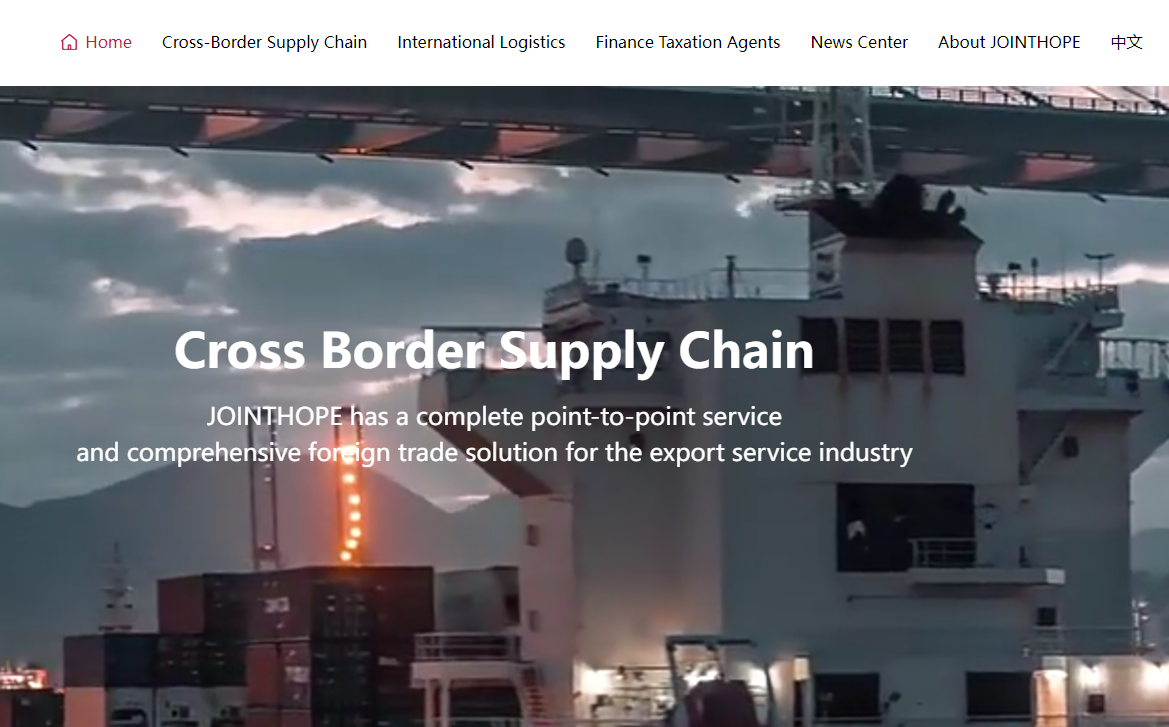 Home Cross-Border Supply Chain International Logistics Finance Taxation Agents News Center About JOINTHOPE 中文
Cross Border Supply Chain
JOINTHOPE has a complete point-to-point service
and comprehensive foreign trade solution for the export service industry